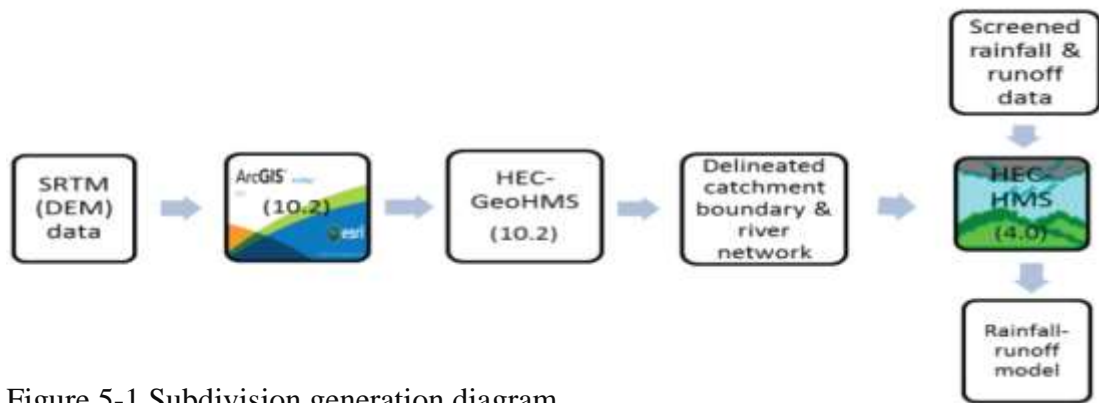 Screened
rainfall &
runoff
data
SRTM
(DEM)
data
ArcGIS
(10.2)
esri
HEC-
GeoHMS
(10.2)
Delineated
catchment
boundary &
river
network
HEC-
HMS
(4.0)
Rainfall-
runoff
model
Figure 5-1 Subdivision generation diagram